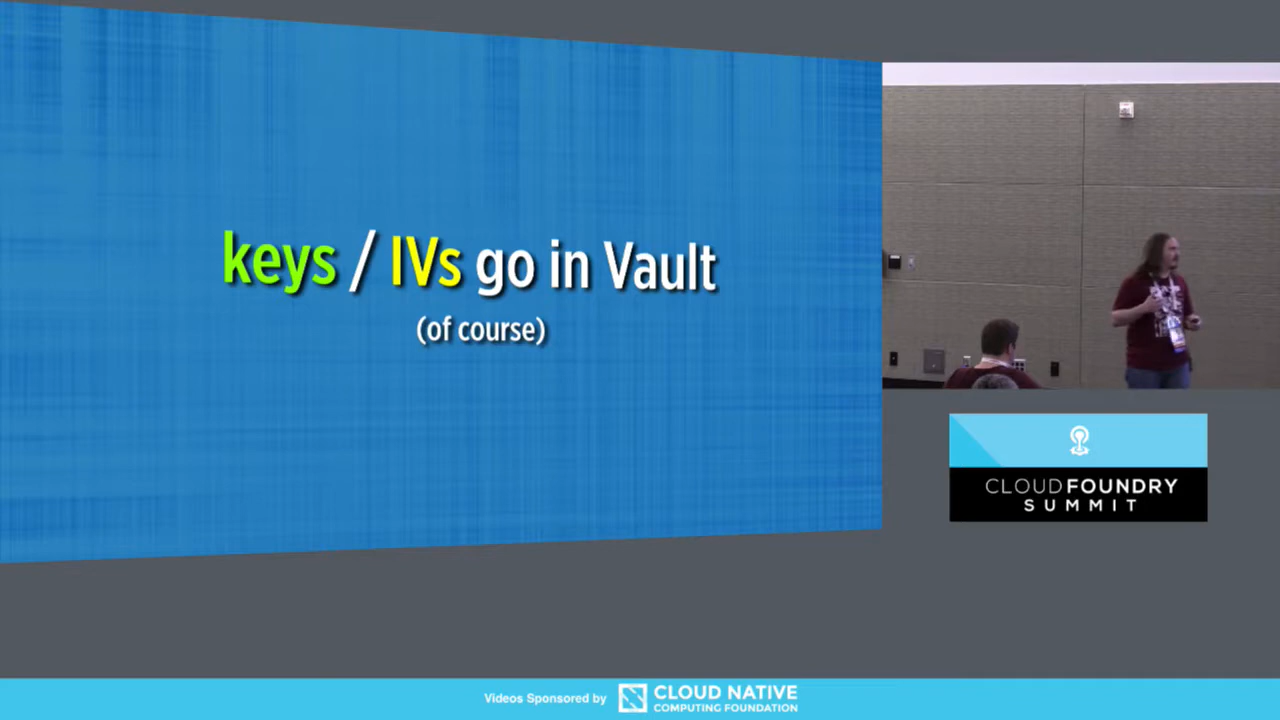 keys / IVs go in Vault
(of course)
CLOUDFOUNDRY
SUMMIT
Videos Sponsored by
CLOUD NATIVE
COMPUTING FOUNDATION